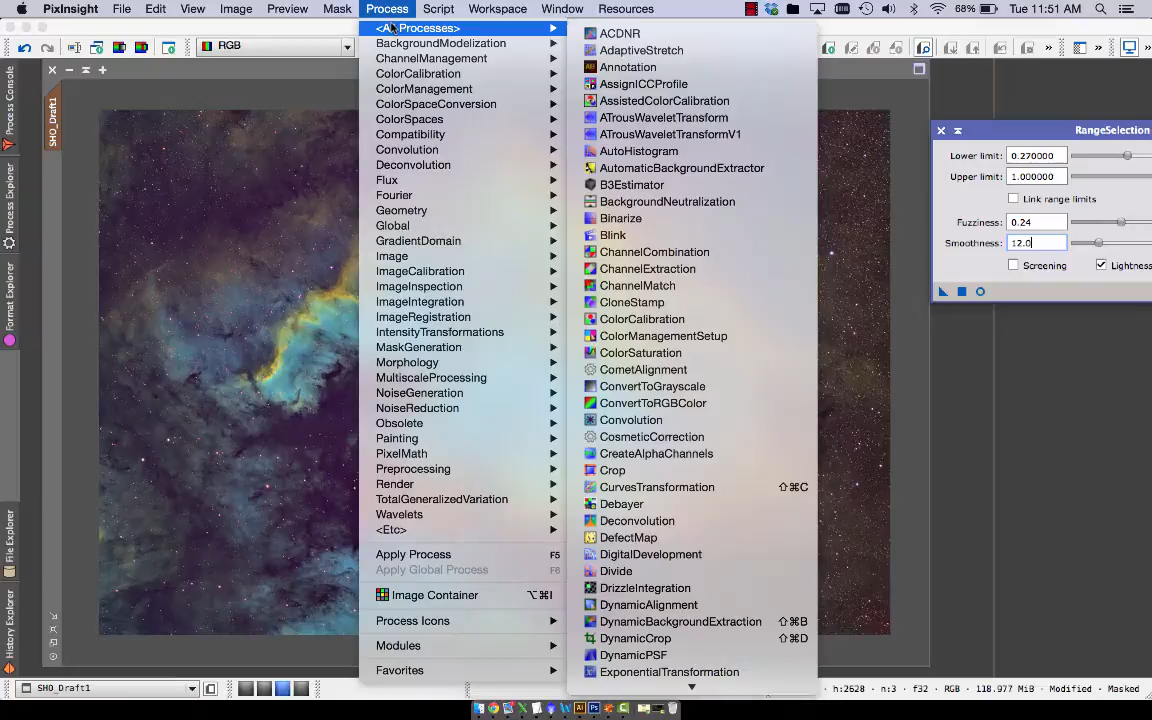 PixInsight File Edit View Image Preview Mask Process Script Workspace Window Resources 68% Tue 11:51 AM
RGB
Process Console
Process Explorer
Format Explorer
File Explorer
History Explorer
SHO_Draft1
BackgroundModelization
ChannelManagement
ColorCalibration
ColorManagement
ColorSpaceConversion
ColorSpaces
Compatibility
Convolution
Deconvolution
Flux
Fourier
Geometry
Global
GradientDomain
Image
ImageCalibration
ImageInspection
ImageIntegration
ImageRegistration
IntensityTransformations
MaskGeneration
Morphology
MultiscaleProcessing
NoiseGeneration
NoiseReduction
Obsolete
Painting
PixelMath
Preprocessing
Render
TotalGeneralizedVariation
Wavelets
<Etc>
Apply Process F5
Apply Global Process F6
Image Container ⌥⌘I
Process Icons
Modules
Favorites
ACDNR
AdaptiveStretch
Annotation
AssignICCProfile
AssistedColorCalibration
ATrousWaveletTransform
ATrousWaveletTransformV1
AutoHistogram
AutomaticBackgroundExtractor
B3Estimator
BackgroundNeutralization
Binarize
Blink
ChannelCombination
ChannelExtraction
ChannelMatch
CloneStamp
ColorCalibration
ColorManagementSetup
ColorSaturation
CometAlignment
ConvertToGrayscale
ConvertToRGBColor
Convolution
CosmeticCorrection
CreateAlphaChannels
Crop
CurvesTransformation ⇧⌘C
Debayer
Deconvolution
DefectMap
DigitalDevelopment
Divide
DrizzleIntegration
DynamicAlignment
DynamicBackgroundExtraction ⇧⌘B
DynamicCrop ⇧⌘D
DynamicPSF
ExponentialTransformation
RangeSelection
Lower limit: 0.270000
Upper limit: 1.000000
Link range limits
Fuzziness: 0.24
Smoothness: 12.0
Screening Lightness
SHO_Draft1
h:2628 • n:3 • f32 • RGB • 118.977 MiB • Modified • Masked